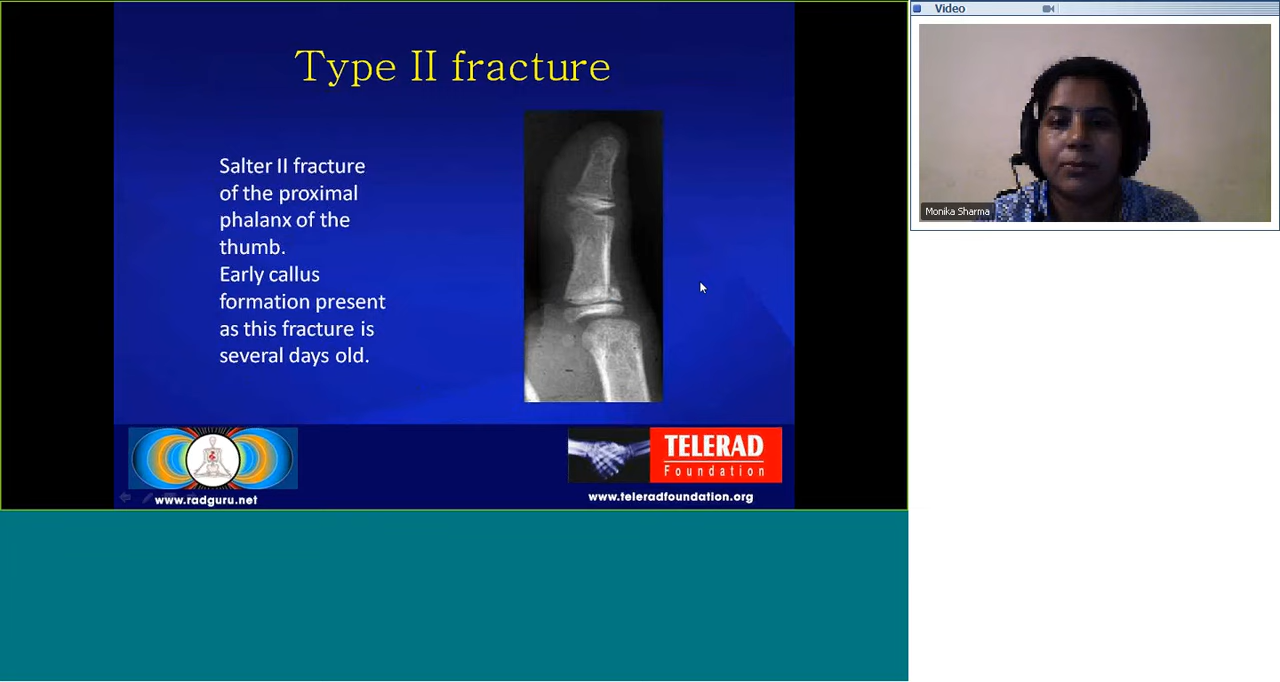 Type II fracture
Salter II fracture
of the proximal
phalanx of the
thumb.
Early callus
formation present
as this fracture is
several days old.
www.radguru.net
TELERAD
Foundation
www.teleradfoundation.org
Video
Monika Sharma